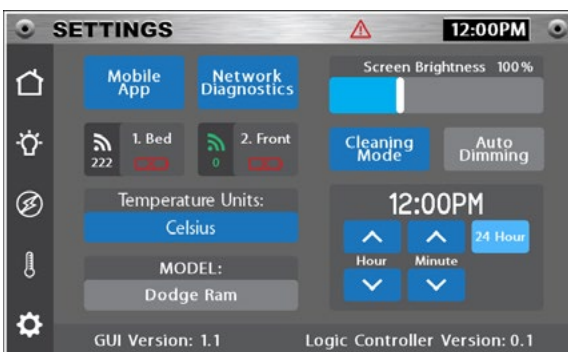 SETTINGS 12:00PM
Mobile App
Network Diagnostics
Screen Brightness 100%
222
1. Bed
0
2. Front
Cleaning Mode
Auto Dimming
Temperature Units:
Celsius
MODEL:
Dodge Ram
12:00PM
24 Hour
Hour Minute
GUI Version: 1.1 Logic Controller Version: 0.1